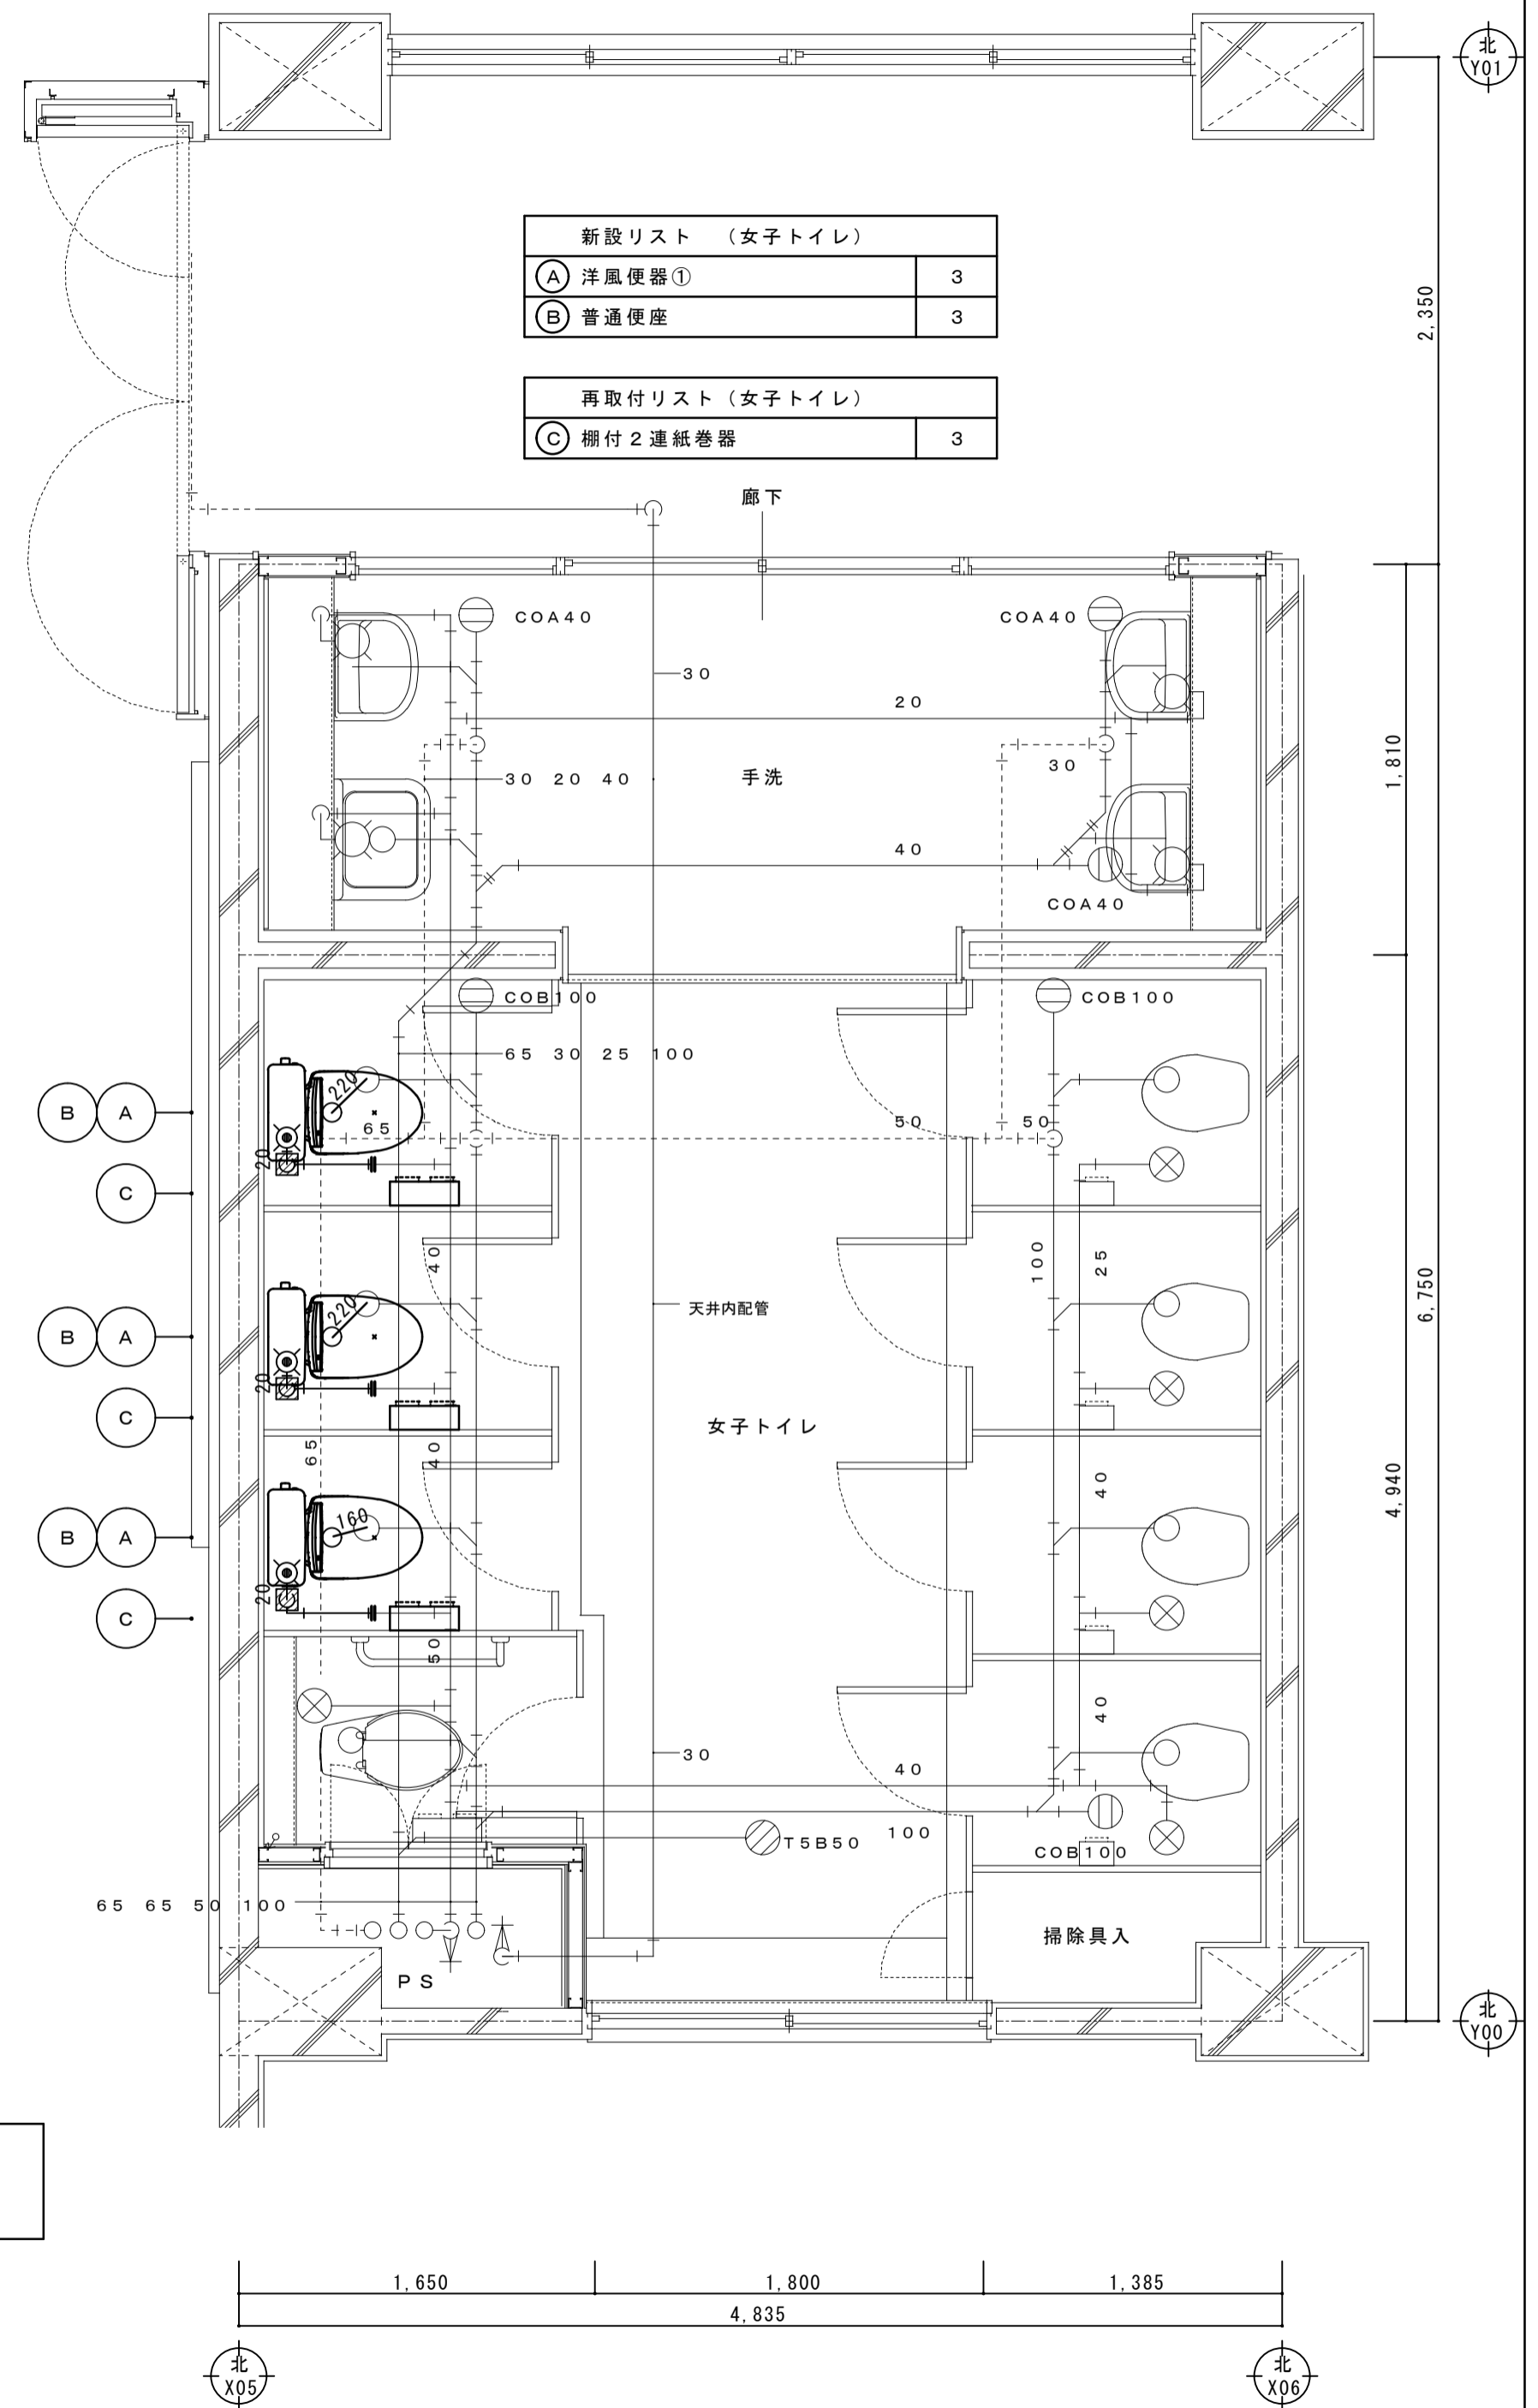 北
Y01
新設リスト (女子トイレ)
A 洋風便器① 3
B 普通便座 3
2,350
再取付リスト(女子トイレ)
C 棚付2連紙巻器 3
廊下
COA40
COA40
30
20
1,810
30 20 40
手洗
30
40
COA40
COB100
COB100
65 30 25 100
B A
220
65
50
50
20
C
40
100
25
6,750
B A
220
天井内配管
20
C
女子トイレ
65
40
40
4,940
B A
160
20
C
50
40
30
40
T5B50
100
COB100
65 65 50 100
掃除具入
PS
北
Y00
1,650
1,800
1,385
4,835
北
X05
北
X06